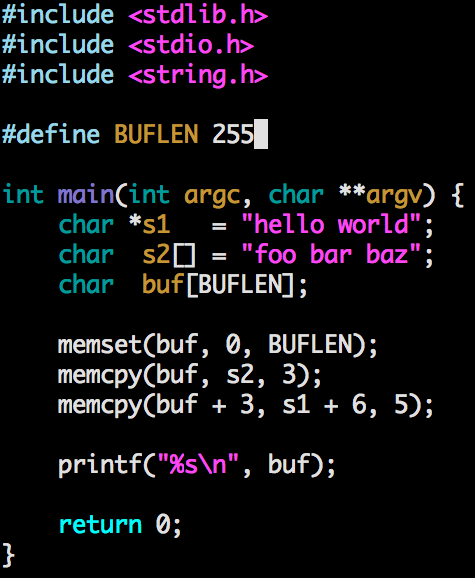 #include <stdlib.h>
#include <stdio.h>
#include <string.h>

#define BUFLEN 255

int main(int argc, char **argv) {
    char *s1   = "hello world";
    char  s2[] = "foo bar baz";
    char  buf[BUFLEN];

    memset(buf, 0, BUFLEN);
    memcpy(buf, s2, 3);
    memcpy(buf + 3, s1 + 6, 5);

    printf("%s\n", buf);

    return 0;
}